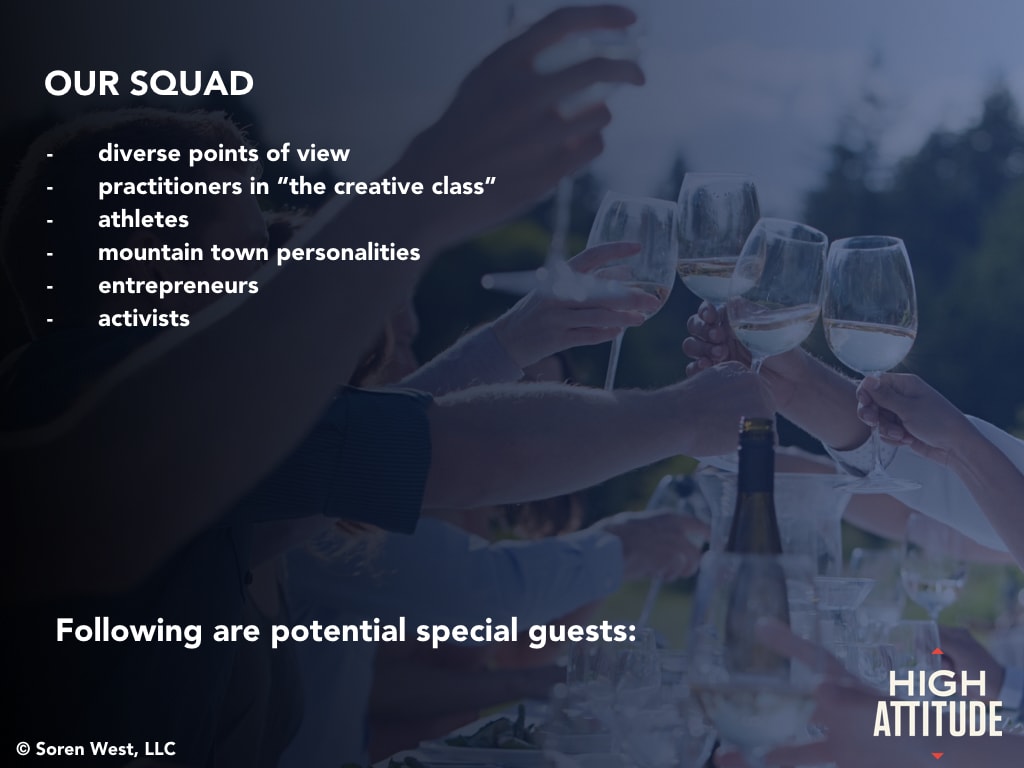 OUR SQUAD
- diverse points of view
- practitioners in “the creative class”
- athletes
- mountain town personalities
- entrepreneurs
- activists
Following are potential special guests:
HIGH
ATTITUDE
© Soren West, LLC